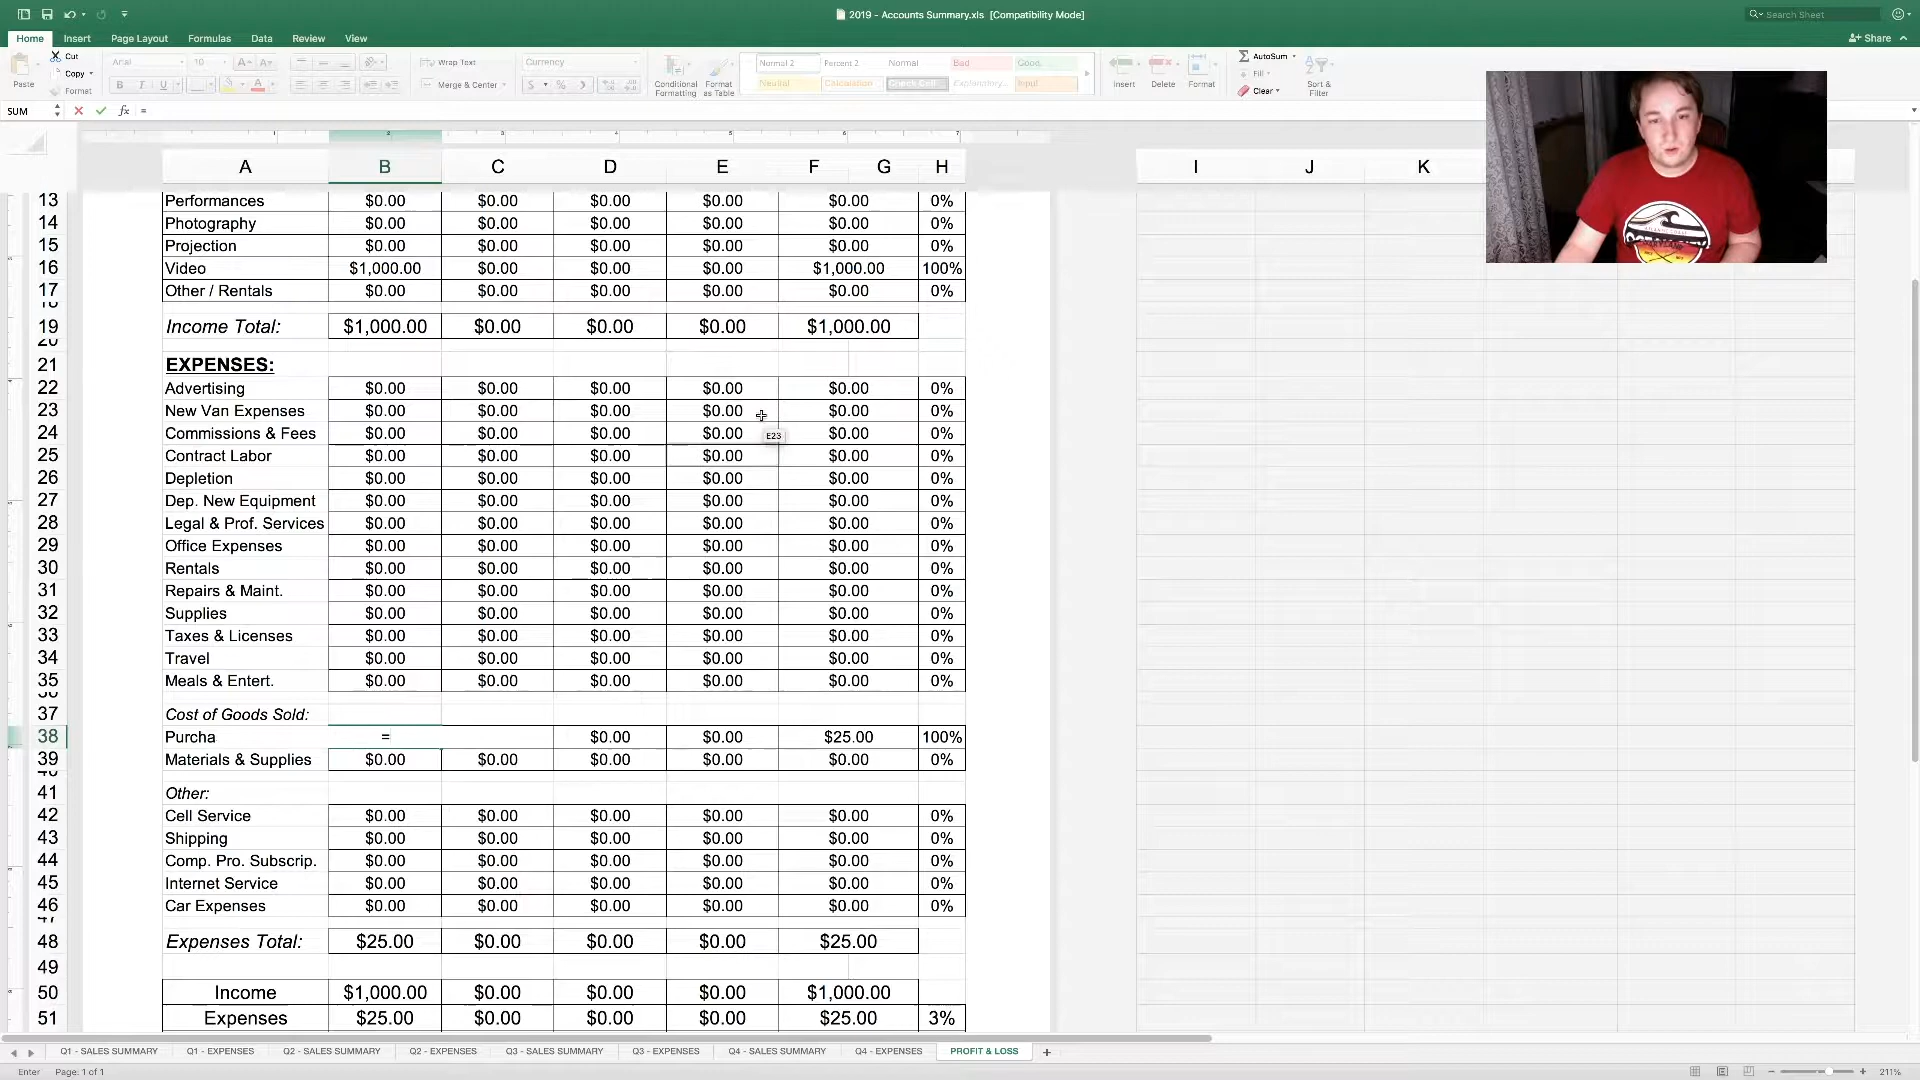 2019 - Accounts Summary.xls [Compatibility Mode]
Search Sheet
Home Insert Page Layout Formulas Data Review View
Share
Paste
Cut
Copy
Format
Arial 10
Wrap Text
Merge & Center
Currency
Conditional Formatting
Format as Table
Normal 2 Percent 2 Normal Bad Good
Neutral Calculation Check Cell Explanatory... Input
Insert Delete Format
AutoSum
Fill
Clear
Sort & Filter
SUM fx =
A B C D E F G H I J K
13 Performances $0.00 $0.00 $0.00 $0.00 $0.00 0%
14 Photography $0.00 $0.00 $0.00 $0.00 $0.00 0%
15 Projection $0.00 $0.00 $0.00 $0.00 $0.00 0%
16 Video $1,000.00 $0.00 $0.00 $0.00 $1,000.00 100%
17 Other / Rentals $0.00 $0.00 $0.00 $0.00 $0.00 0%
19 Income Total: $1,000.00 $0.00 $0.00 $0.00 $1,000.00
21 EXPENSES:
22 Advertising $0.00 $0.00 $0.00 $0.00 $0.00 0%
23 New Van Expenses $0.00 $0.00 $0.00 $0.00 $0.00 0%
24 Commissions & Fees $0.00 $0.00 $0.00 $0.00 $0.00 0%
E23
25 Contract Labor $0.00 $0.00 $0.00 $0.00 $0.00 0%
26 Depletion $0.00 $0.00 $0.00 $0.00 $0.00 0%
27 Dep. New Equipment $0.00 $0.00 $0.00 $0.00 $0.00 0%
28 Legal & Prof. Services $0.00 $0.00 $0.00 $0.00 $0.00 0%
29 Office Expenses $0.00 $0.00 $0.00 $0.00 $0.00 0%
30 Rentals $0.00 $0.00 $0.00 $0.00 $0.00 0%
31 Repairs & Maint. $0.00 $0.00 $0.00 $0.00 $0.00 0%
32 Supplies $0.00 $0.00 $0.00 $0.00 $0.00 0%
33 Taxes & Licenses $0.00 $0.00 $0.00 $0.00 $0.00 0%
34 Travel $0.00 $0.00 $0.00 $0.00 $0.00 0%
35 Meals & Entert. $0.00 $0.00 $0.00 $0.00 $0.00 0%
37 Cost of Goods Sold:
38 Purcha = $0.00 $0.00 $25.00 100%
39 Materials & Supplies $0.00 $0.00 $0.00 $0.00 $0.00 0%
41 Other:
42 Cell Service $0.00 $0.00 $0.00 $0.00 $0.00 0%
43 Shipping $0.00 $0.00 $0.00 $0.00 $0.00 0%
44 Comp. Pro. Subscrip. $0.00 $0.00 $0.00 $0.00 $0.00 0%
45 Internet Service $0.00 $0.00 $0.00 $0.00 $0.00 0%
46 Car Expenses $0.00 $0.00 $0.00 $0.00 $0.00 0%
48 Expenses Total: $25.00 $0.00 $0.00 $0.00 $25.00
49
50 Income $1,000.00 $0.00 $0.00 $0.00 $1,000.00
51 Expenses $25.00 $0.00 $0.00 $0.00 $25.00 3%
Q1 - SALES SUMMARY Q1 - EXPENSES Q2 - SALES SUMMARY Q2 - EXPENSES Q3 - SALES SUMMARY Q3 - EXPENSES Q4 - SALES SUMMARY Q4 - EXPENSES PROFIT & LOSS
Enter Page: 1 of 1 211%